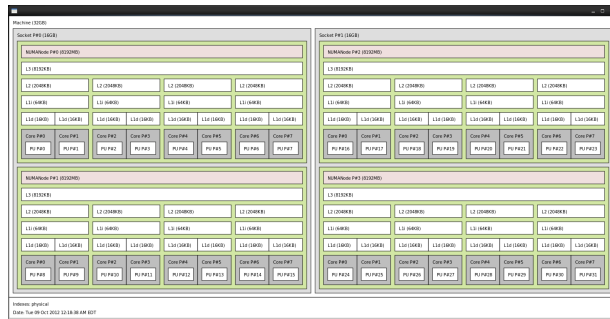 Machine (32GB)
Socket P#0 (16GB)
NUMANode P#0 (8192MB)
L3 (8192KB)
L2 (2048KB) L2 (2048KB) L2 (2048KB) L2 (2048KB)
L1i (64KB) L1i (64KB) L1i (64KB) L1i (64KB)
L1d (16KB) L1d (16KB) L1d (16KB) L1d (16KB) L1d (16KB) L1d (16KB) L1d (16KB) L1d (16KB)
Core P#0 Core P#1 Core P#2 Core P#3 Core P#4 Core P#5 Core P#6 Core P#7
PU P#0 PU P#1 PU P#2 PU P#3 PU P#4 PU P#5 PU P#6 PU P#7
NUMANode P#1 (8192MB)
L3 (8192KB)
L2 (2048KB) L2 (2048KB) L2 (2048KB) L2 (2048KB)
L1i (64KB) L1i (64KB) L1i (64KB) L1i (64KB)
L1d (16KB) L1d (16KB) L1d (16KB) L1d (16KB) L1d (16KB) L1d (16KB) L1d (16KB) L1d (16KB)
Core P#0 Core P#1 Core P#2 Core P#3 Core P#4 Core P#5 Core P#6 Core P#7
PU P#8 PU P#9 PU P#10 PU P#11 PU P#12 PU P#13 PU P#14 PU P#15
Socket P#1 (16GB)
NUMANode P#2 (8192MB)
L3 (8192KB)
L2 (2048KB) L2 (2048KB) L2 (2048KB) L2 (2048KB)
L1i (64KB) L1i (64KB) L1i (64KB) L1i (64KB)
L1d (16KB) L1d (16KB) L1d (16KB) L1d (16KB) L1d (16KB) L1d (16KB) L1d (16KB) L1d (16KB)
Core P#0 Core P#1 Core P#2 Core P#3 Core P#4 Core P#5 Core P#6 Core P#7
PU P#16 PU P#17 PU P#18 PU P#19 PU P#20 PU P#21 PU P#22 PU P#23
NUMANode P#3 (8192MB)
L3 (8192KB)
L2 (2048KB) L2 (2048KB) L2 (2048KB) L2 (2048KB)
L1i (64KB) L1i (64KB) L1i (64KB) L1i (64KB)
L1d (16KB) L1d (16KB) L1d (16KB) L1d (16KB) L1d (16KB) L1d (16KB) L1d (16KB) L1d (16KB)
Core P#0 Core P#1 Core P#2 Core P#3 Core P#4 Core P#5 Core P#6 Core P#7
PU P#24 PU P#25 PU P#26 PU P#27 PU P#28 PU P#29 PU P#30 PU P#31
Indexes: physical
Date: Tue 09 Oct 2012 12:16:38 AM EDT